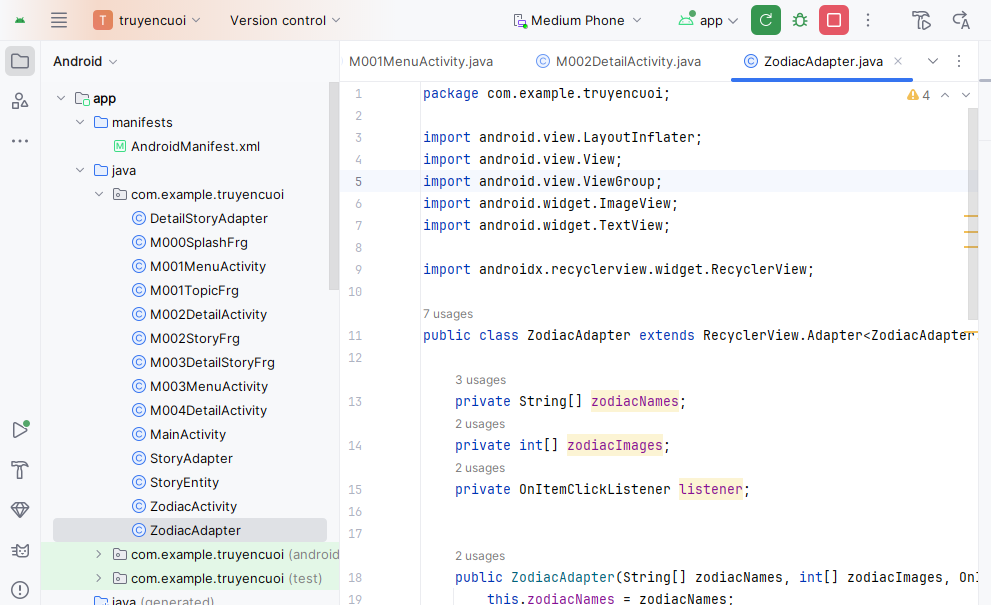 T truyencuoi Version control Medium Phone app
Android
app
manifests
AndroidManifest.xml
java
com.example.truyencuoi
DetailStoryAdapter
M000SplashFrg
M001MenuActivity
M001TopicFrg
M002DetailActivity
M002StoryFrg
M003DetailStoryFrg
M003MenuActivity
M004DetailActivity
MainActivity
StoryAdapter
StoryEntity
ZodiacActivity
ZodiacAdapter
com.example.truyencuoi (android
com.example.truyencuoi (test)
java (generated)
M001MenuActivity.java M002DetailActivity.java ZodiacAdapter.java
4
1 package com.example.truyencuoi;
2
3 import android.view.LayoutInflater;
4 import android.view.View;
5 import android.view.ViewGroup;
6 import android.widget.ImageView;
7 import android.widget.TextView;
8
9 import androidx.recyclerview.widget.RecyclerView;
10
7 usages
11 public class ZodiacAdapter extends RecyclerView.Adapter<ZodiacAdapter
12
3 usages
13 private String[] zodiacNames;
2 usages
14 private int[] zodiacImages;
2 usages
15 private OnItemClickListener listener;
16
17
2 usages
18 public ZodiacAdapter(String[] zodiacNames, int[] zodiacImages, OnI
19 this.zodiacNames = zodiacNames;